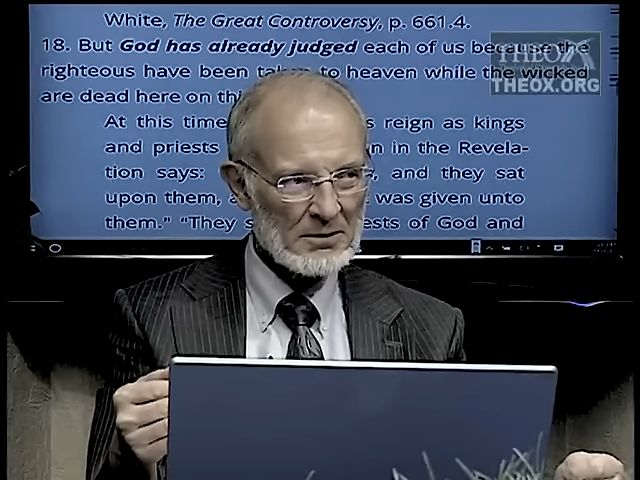 White, The Great Controversy, p. 661.4.
18. But God has already judged each of us because the
righteous have been taken to heaven while the wicked
are dead here on thi
At this time s reign as kings
and priests n in the Revela-
tion says: , and they sat
upon them, a was given unto
them.” “They s ests of God and
THEOX
THEOX.ORG